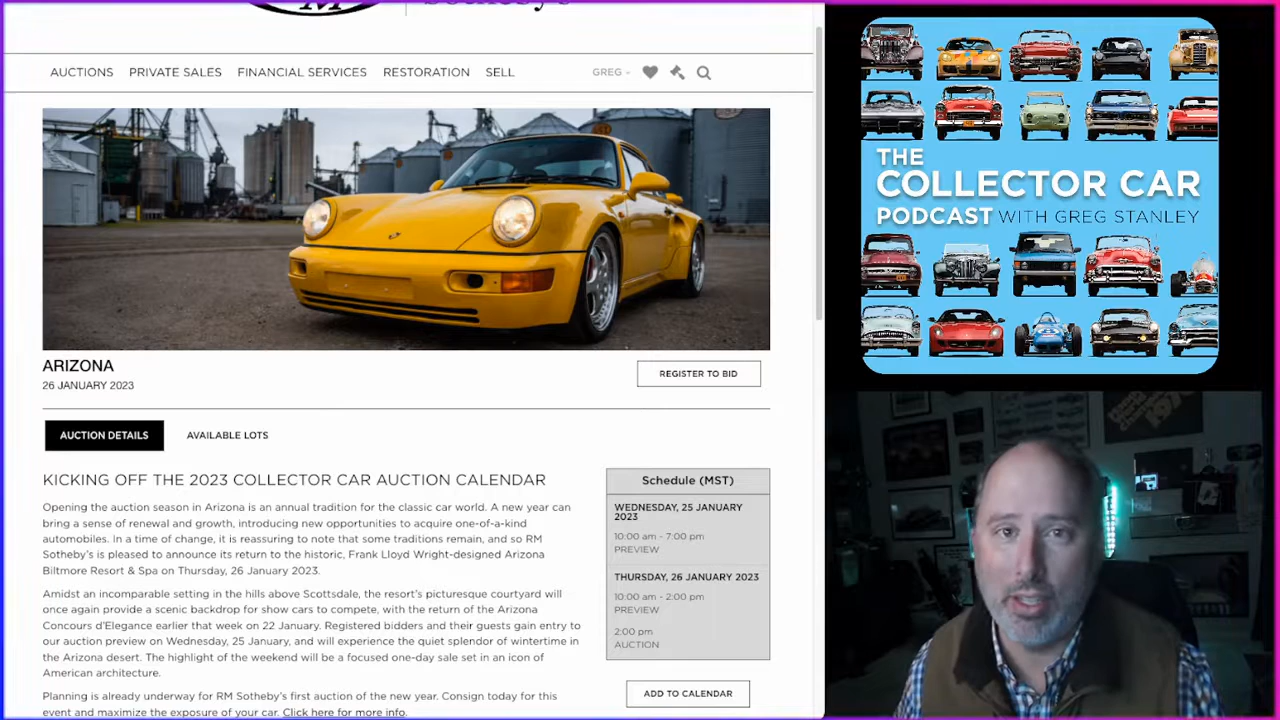 AUCTIONS PRIVATE SALES FINANCIAL SERVICES RESTORATION SELL GREG
ARIZONA
26 JANUARY 2023
REGISTER TO BID
AUCTION DETAILS AVAILABLE LOTS
KICKING OFF THE 2023 COLLECTOR CAR AUCTION CALENDAR
Opening the auction season in Arizona is an annual tradition for the classic car world. A new year can
bring a sense of renewal and growth, introducing new opportunities to acquire one-of-a-kind
automobiles. In a time of change, it is reassuring to note that some traditions remain, and so RM
Sotheby's is pleased to announce its return to the historic, Frank Lloyd Wright-designed Arizona
Biltmore Resort & Spa on Thursday, 26 January 2023.
Amidst an incomparable setting in the hills above Scottsdale, the resort's picturesque courtyard will
once again provide a scenic backdrop for show cars to compete, with the return of the Arizona
Concours d'Elegance earlier that week on 22 January. Registered bidders and their guests gain entry to
our auction preview on Wednesday, 25 January, and will experience the quiet splendor of wintertime in
the Arizona desert. The highlight of the weekend will be a focused one-day sale set in an icon of
American architecture.
Planning is already underway for RM Sotheby's first auction of the new year. Consign today for this
event and maximize the exposure of your car. Click here for more info.
Schedule (MST)
WEDNESDAY, 25 JANUARY
2023
10:00 am - 7:00 pm
PREVIEW
THURSDAY, 26 JANUARY 2023
10:00 am - 2:00 pm
PREVIEW
2:00 pm
AUCTION
ADD TO CALENDAR
THE
COLLECTOR CAR
PODCAST WITH GREG STANLEY